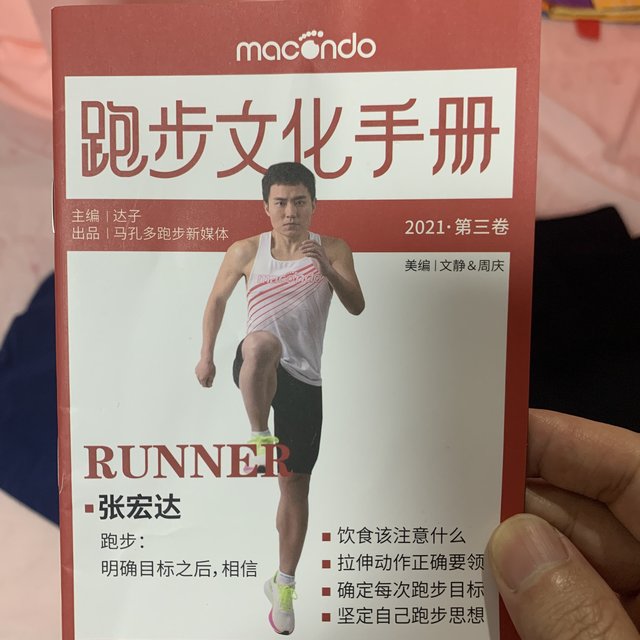 macondo
跑步文化手册
主编 | 达子
出品 | 马孔多跑步新媒体
2021·第三卷
美编 | 文静&周庆
macondo
RUNNER
▪张宏达
跑步：
明确目标之后，相信
▪ 饮食该注意什么
▪ 拉伸动作正确要领
▪ 确定每次跑步目标
▪ 坚定自己跑步思想